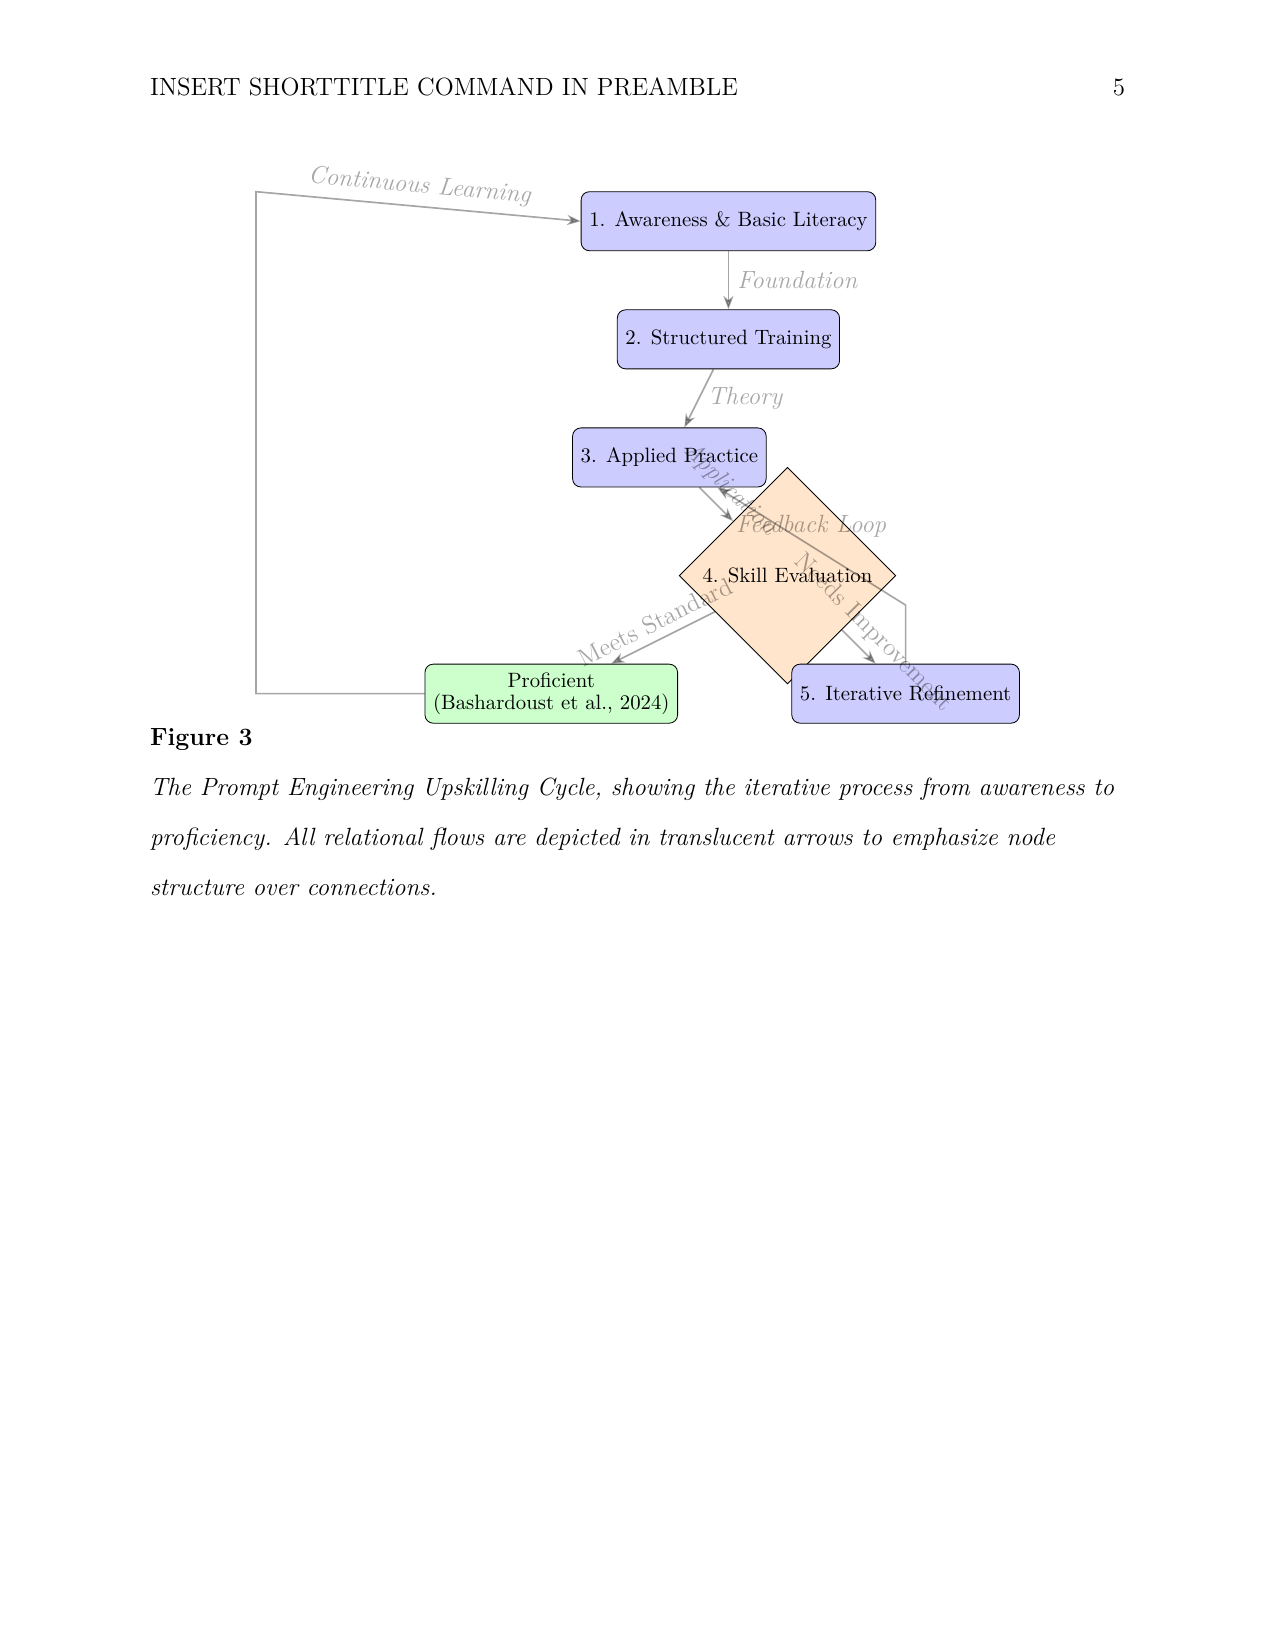 INSERT SHORTTITLE COMMAND IN PREAMBLE 5
Continuous Learning
1. Awareness & Basic Literacy
Foundation
2. Structured Training
Theory
3. Applied Practice
Application
Feedback Loop
4. Skill Evaluation
Meets Standard
Needs Improvement
Proficient
(Bashardoust et al., 2024)
5. Iterative Refinement
Figure 3
The Prompt Engineering Upskilling Cycle, showing the iterative process from awareness to
proficiency. All relational flows are depicted in translucent arrows to emphasize node
structure over connections.